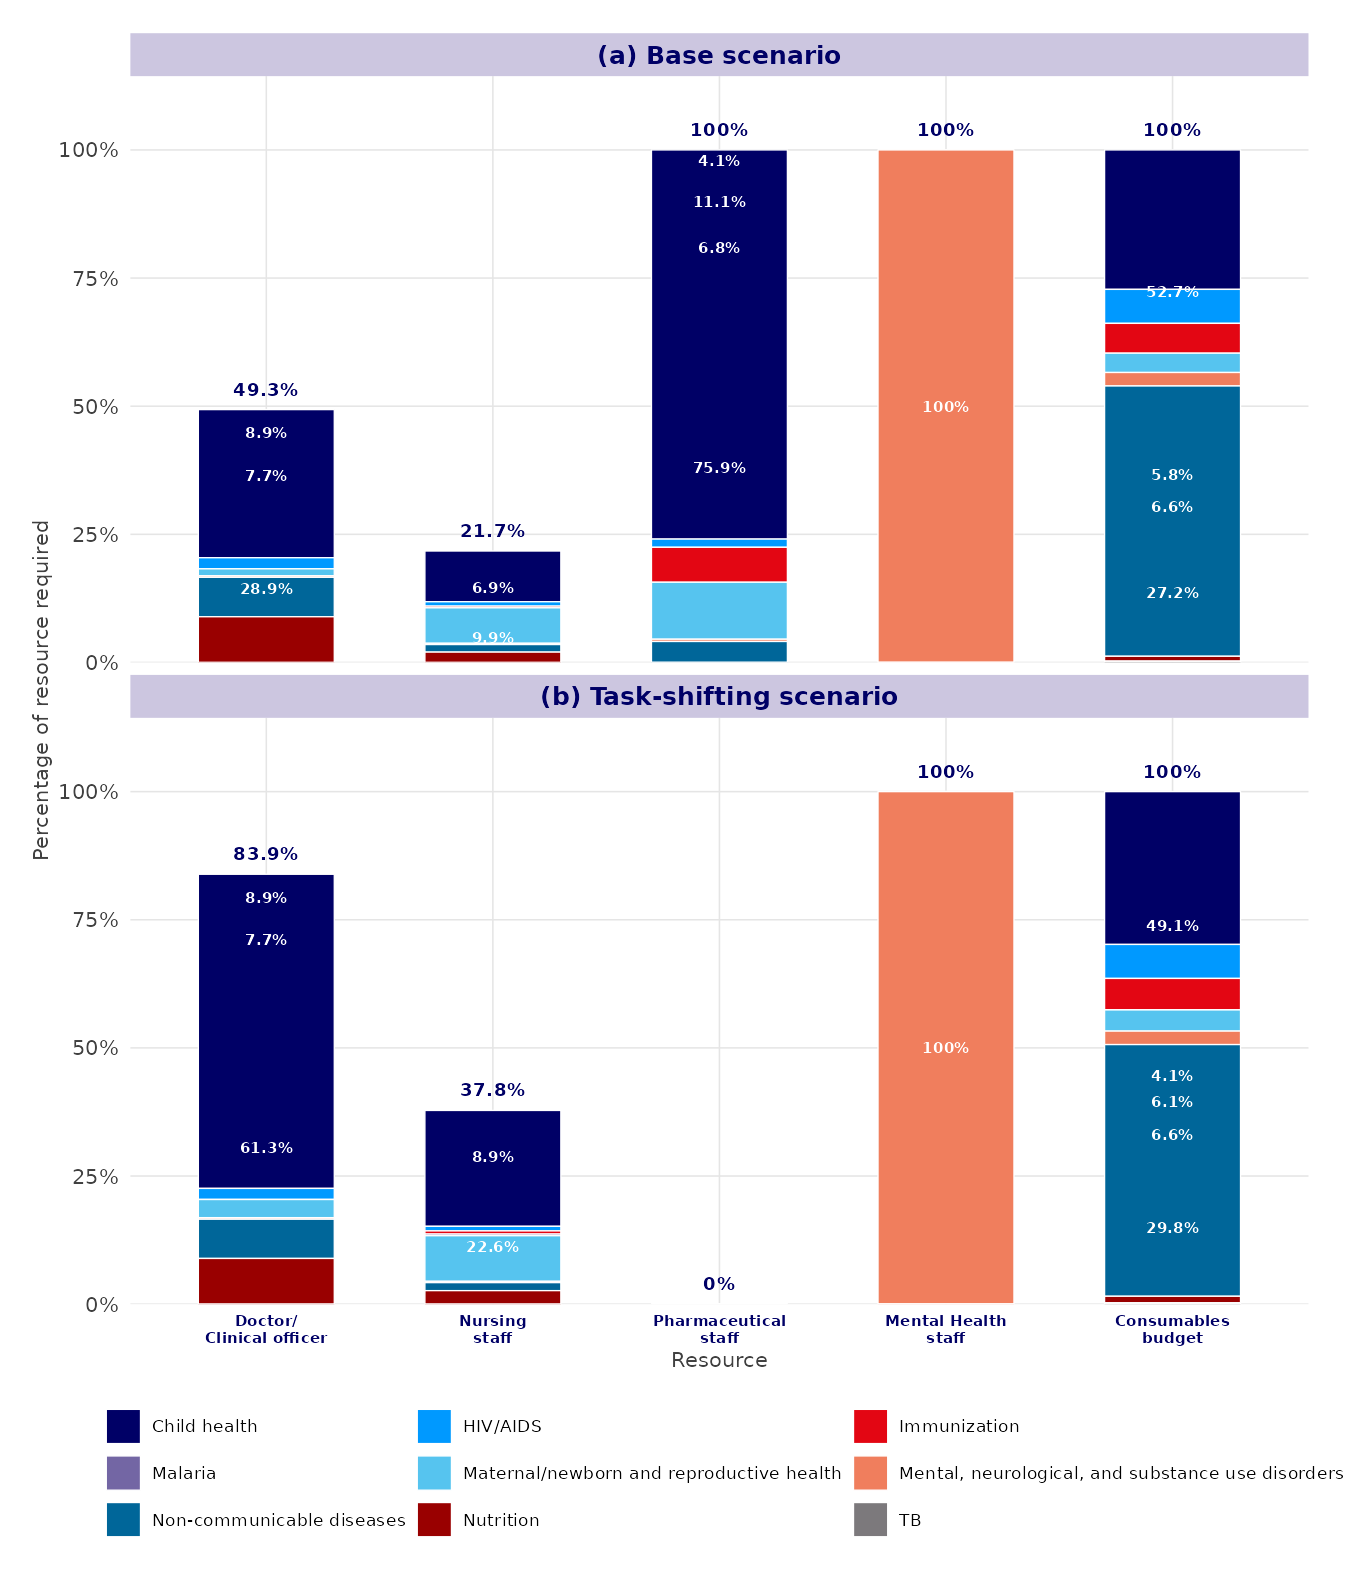 (a) Base scenario
100%
100%
100%
100%
4.1%
11.1%
6.8%
75%
52.7%
49.3%
50%
100%
8.9%
7.7%
75.9%
5.8%
6.6%
21.7%
25%
28.9%
6.9%
27.2%
9.9%
0%
Percentage of resource required
(b) Task-shifting scenario
100%
100%
100%
83.9%
8.9%
7.7%
75%
49.1%
50%
100%
37.8%
4.1%
6.1%
6.6%
61.3%
8.9%
25%
22.6%
29.8%
0%
0%
Doctor/
Clinical officer
Nursing
staff
Pharmaceutical
staff
Mental Health
staff
Consumables
budget
Resource
Child health
HIV/AIDS
Immunization
Malaria
Maternal/newborn and reproductive health
Mental, neurological, and substance use disorders
Non-communicable diseases
Nutrition
TB